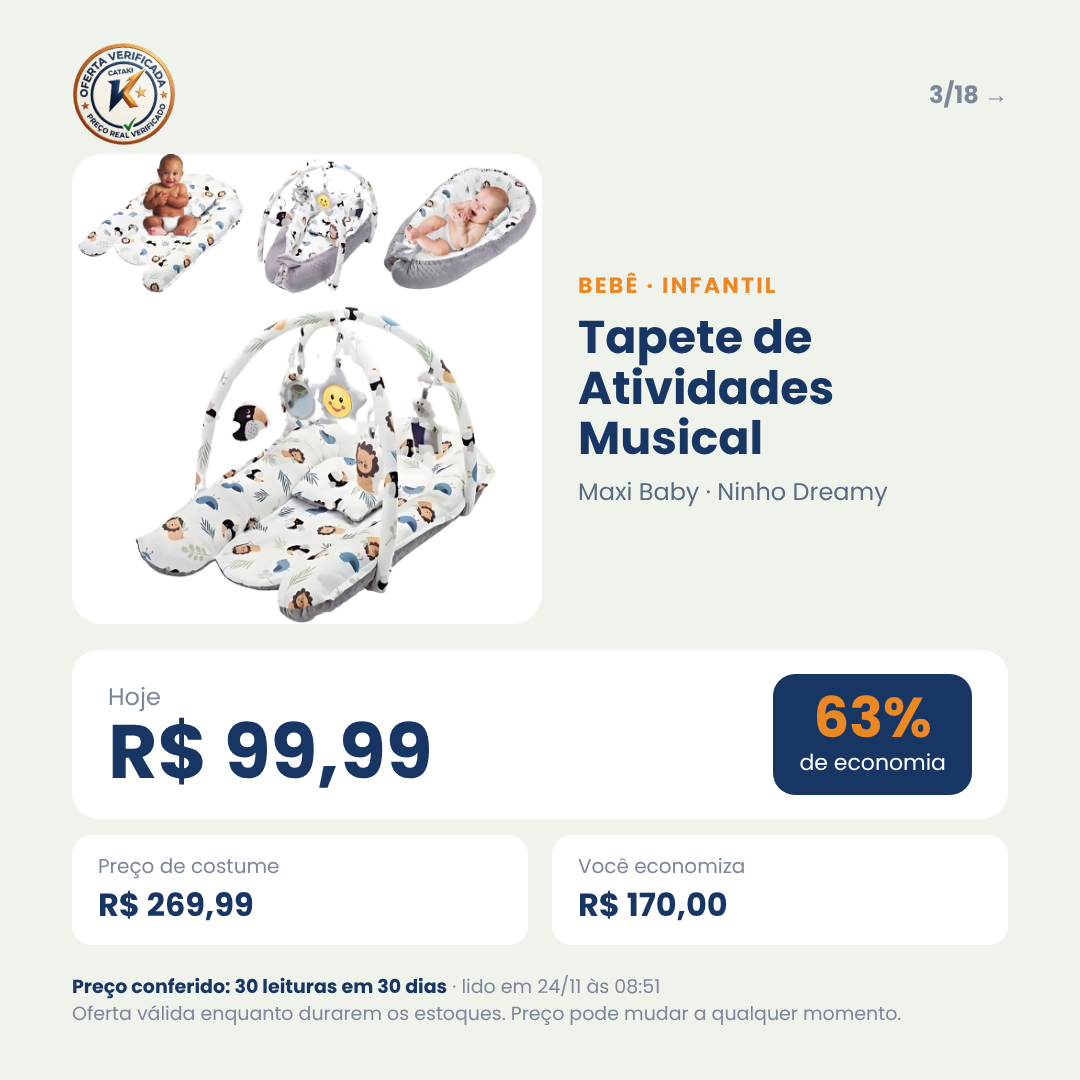 OFERTA VERIFICADA
CATAKI
K
PREÇO REAL VERIFICADO
3/18 →
BEBÊ · INFANTIL
Tapete de
Atividades
Musical
Maxi Baby · Ninho Dreamy
Hoje
R$ 99,99
63%
de economia
Preço de costume
R$ 269,99
Você economiza
R$ 170,00
Preço conferido: 30 leituras em 30 dias · lido em 24/11 às 08:51
Oferta válida enquanto durarem os estoques. Preço pode mudar a qualquer momento.